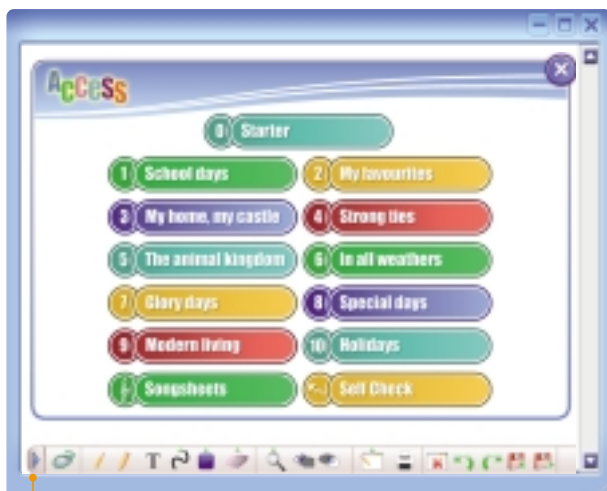 Access
0 Starter
1 School days
2 My favourites
3 My home, my castle
4 Strong ties
5 The animal kingdom
6 In all weathers
7 Glory days
8 Special days
9 Modern living
10 Holidays
Songsheets
Self Check
T